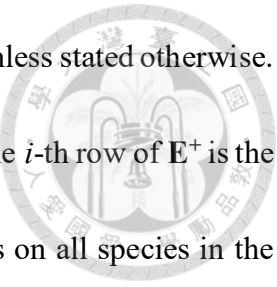 nless stated otherwise.
e i-th row of E⁺ is the
s on all species in the